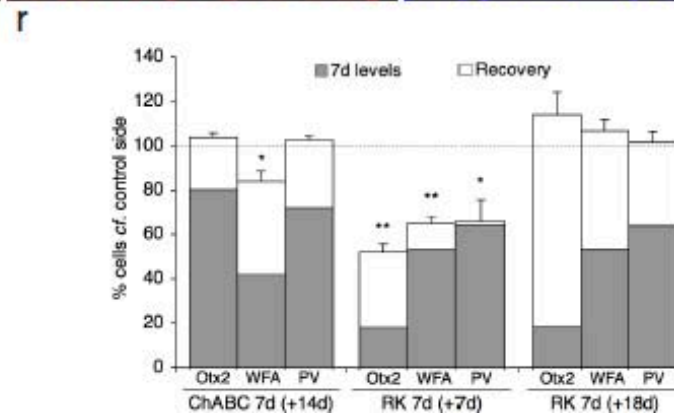 r
140
7d levels Recovery
120
100
80
60
40
20
0
% cells cf. control side
*
** ** *
Otx2 WFA PV Otx2 WFA PV Otx2 WFA PV
ChABC 7d (+14d) RK 7d (+7d) RK 7d (+18d)